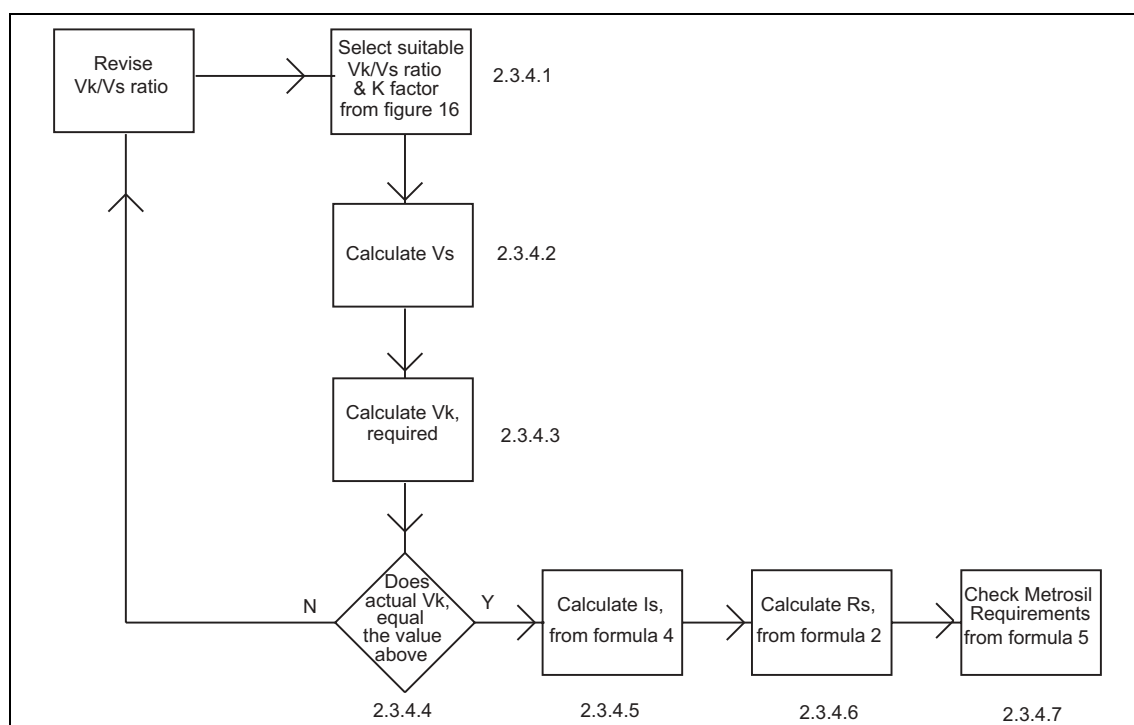 Revise
Vk/Vs ratio
Select suitable
Vk/Vs ratio
& K factor
from figure 16
2.3.4.1
Calculate Vs
2.3.4.2
Calculate Vk,
required
2.3.4.3
Does
actual Vk,
equal
the value
above
N
Y
2.3.4.4
Calculate Is,
from formula 4
2.3.4.5
Calculate Rs,
from formula 2
2.3.4.6
Check Metrosil
Requirements
from formula 5
2.3.4.7